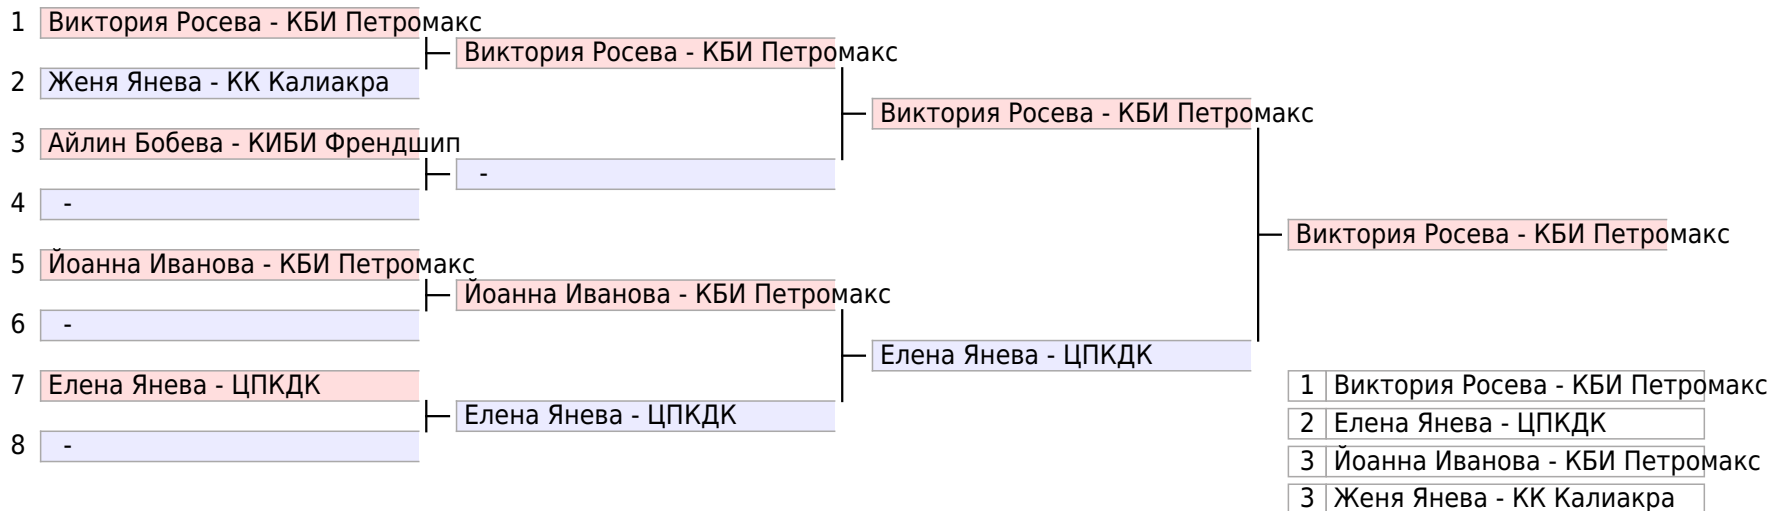 1 Виктория Росева - КБИ Петромакс
Виктория Росева - КБИ Петромакс
2 Женя Янева - КК Калиакра
Виктория Росева - КБИ Петромакс
3 Айлин Бобева - КИБИ Френдшип
-
4 -
Виктория Росева - КБИ Петромакс
5 Йоанна Иванова - КБИ Петромакс
Йоанна Иванова - КБИ Петромакс
6 -
Елена Янева - ЦПКДК
7 Елена Янева - ЦПКДК
Елена Янева - ЦПКДК
8 -
1 Виктория Росева - КБИ Петромакс
2 Елена Янева - ЦПКДК
3 Йоанна Иванова - КБИ Петромакс
3 Женя Янева - КК Калиакра